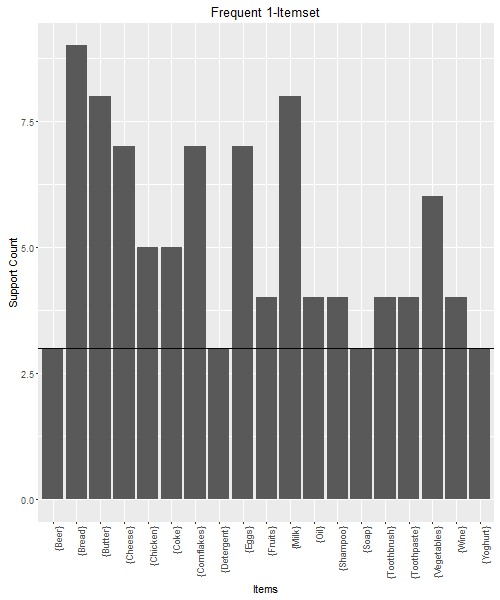 Frequent 1-Itemset
Support Count
7.5
5.0
2.5
0.0
{Beer}
{Bread}
{Butter}
{Cheese}
{Chicken}
{Coke}
{Cornflakes}
{Detergent}
{Eggs}
{Fruits}
{Milk}
{Oil}
{Shampoo}
{Soap}
{Toothbrush}
{Toothpaste}
{Vegetables}
{Wine}
{Yoghurt}
Items